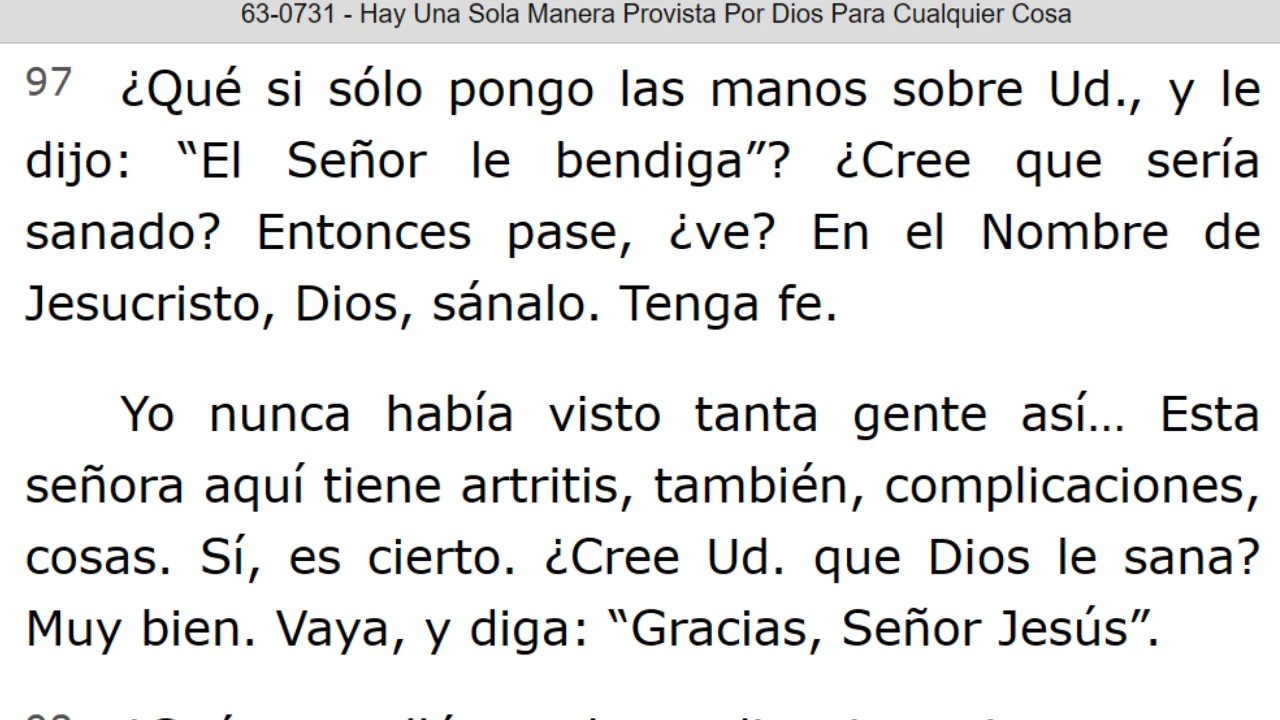 63-0731 - Hay Una Sola Manera Provista Por Dios Para Cualquier Cosa
97 ¿Qué si sólo pongo las manos sobre Ud., y le
dijo: “El Señor le bendiga”? ¿Cree que sería
sanado? Entonces pase, ¿ve? En el Nombre de
Jesucristo, Dios, sánalo. Tenga fe.
Yo nunca había visto tanta gente así… Esta
señora aquí tiene artritis, también, complicaciones,
cosas. Sí, es cierto. ¿Cree Ud. que Dios le sana?
Muy bien. Vaya, y diga: “Gracias, Señor Jesús”.